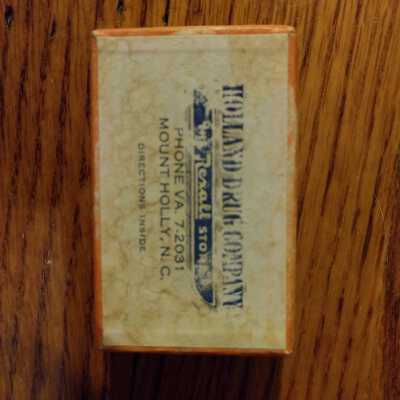 HOLLAND DRUG COMPANY
The Rexall STORE
PHONE VA. 7-2031
MOUNT HOLLY, N. C.
DIRECTIONS INSIDE